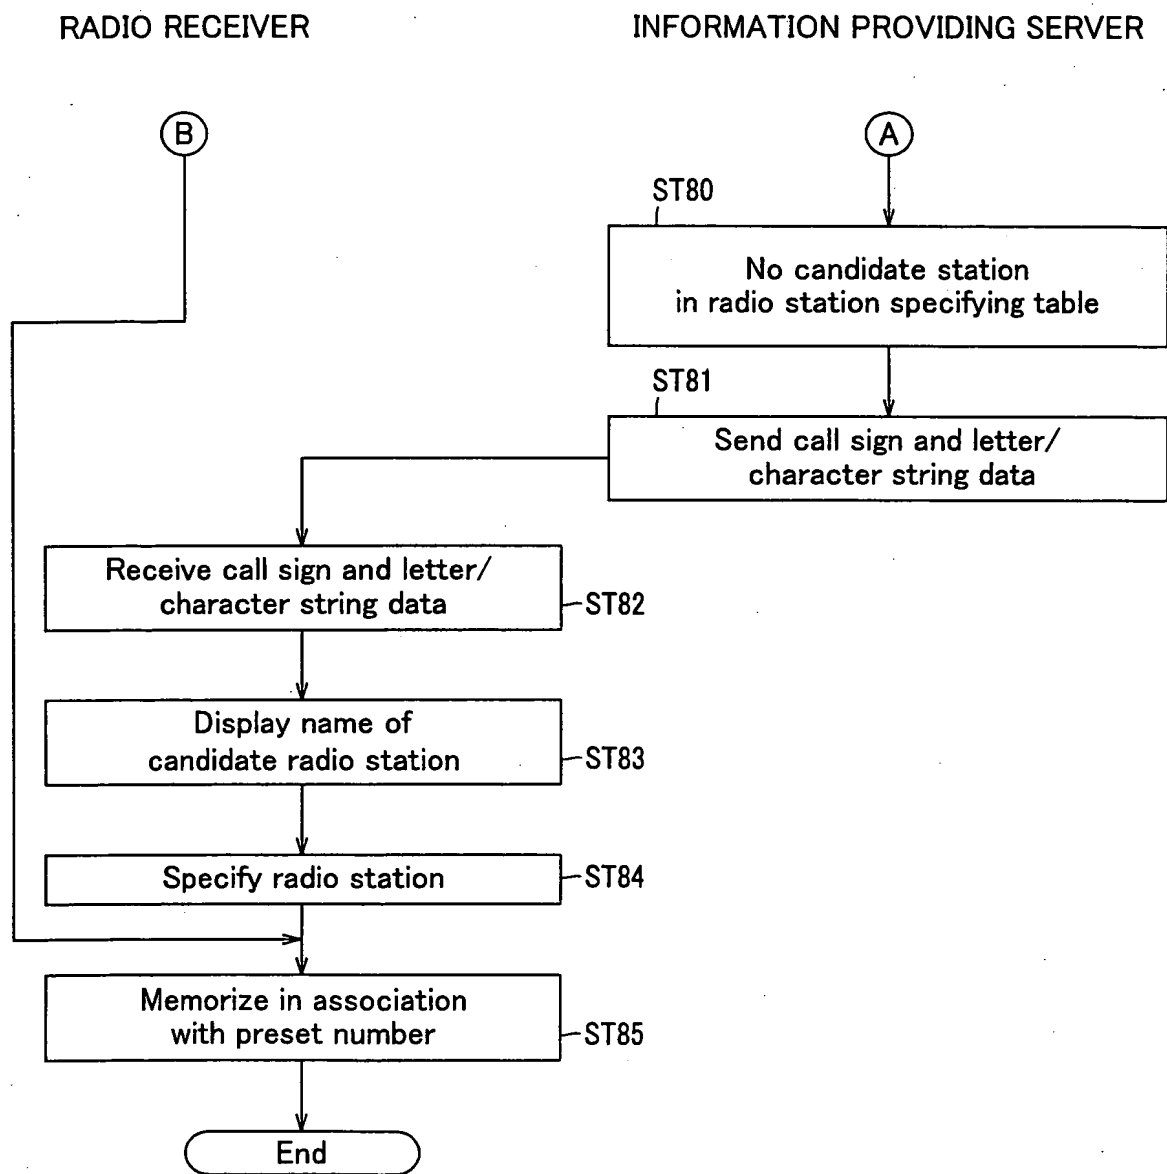 RADIO RECEIVER
INFORMATION PROVIDING SERVER
B
A
ST80
No candidate station
in radio station specifying table
ST81
Send call sign and letter/
character string data
Receive call sign and letter/
character string data
ST82
Display name of
candidate radio station
ST83
Specify radio station
ST84
Memorize in association
with preset number
ST85
End